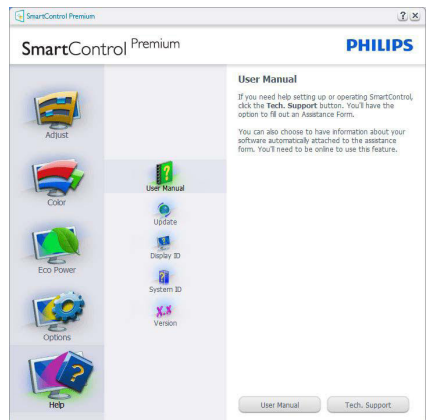 SmartControl Premium
SmartControl Premium
PHILIPS
Adjust
Color
Eco Power
Options
Help
User Manual
Update
Display ID
System ID
X.X
Version
User Manual
If you need help setting up or operating SmartControl,
click the Tech. Support button. You'll have the
option to fill out an Assistance Form.
You can also choose to have information about your
software automatically attached to the assistance
form. You'll need to be online to use this feature.
User Manual
Tech. Support